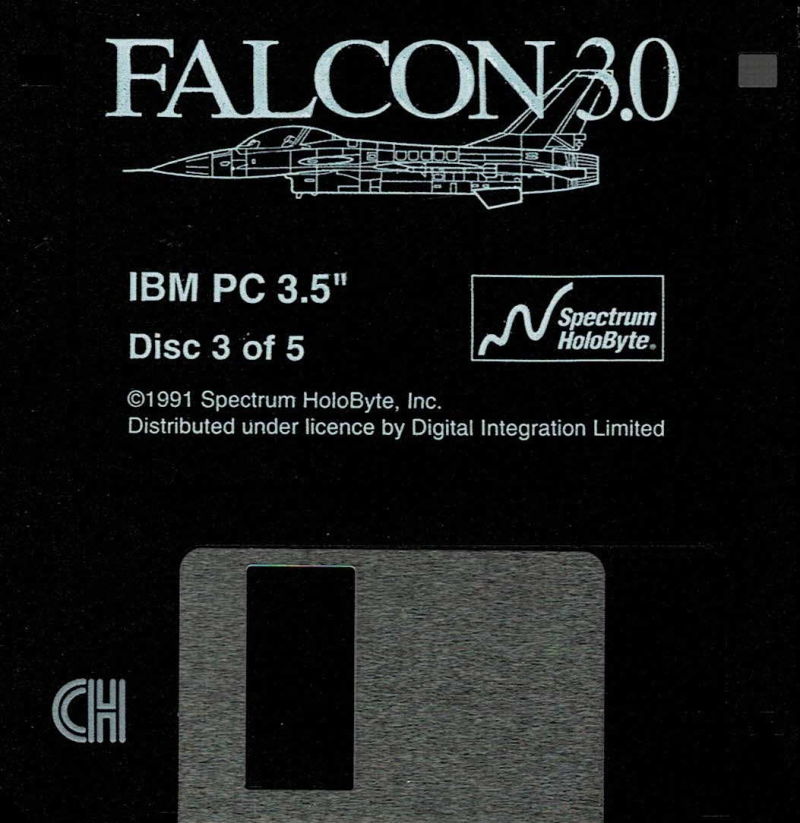 FALCON 3.0
IBM PC 3.5"
Disc 3 of 5
Spectrum
HoloByte®
©1991 Spectrum HoloByte, Inc.
Distributed under licence by Digital Integration Limited
CH